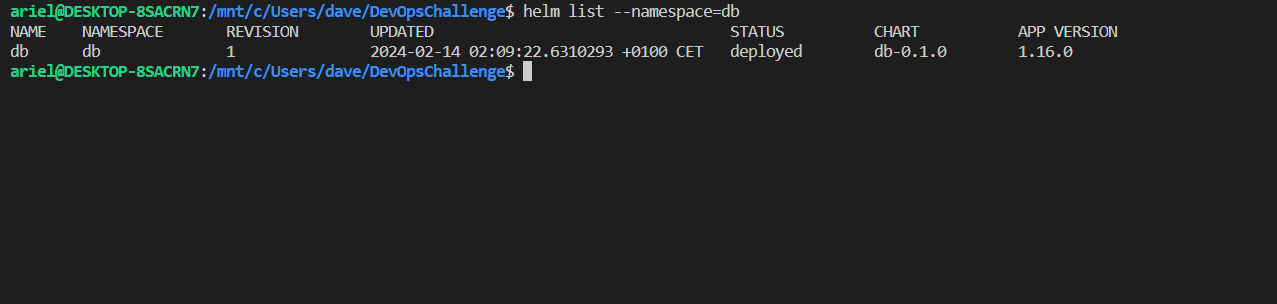 ariel@DESKTOP-8SACRN7:/mnt/c/Users/dave/DevOpsChallenge$ helm list --namespace=db
NAME NAMESPACE REVISION UPDATED STATUS CHART APP VERSION
db db 1 2024-02-14 02:09:22.6310293 +0100 CET deployed db-0.1.0 1.16.0
ariel@DESKTOP-8SACRN7:/mnt/c/Users/dave/DevOpsChallenge$